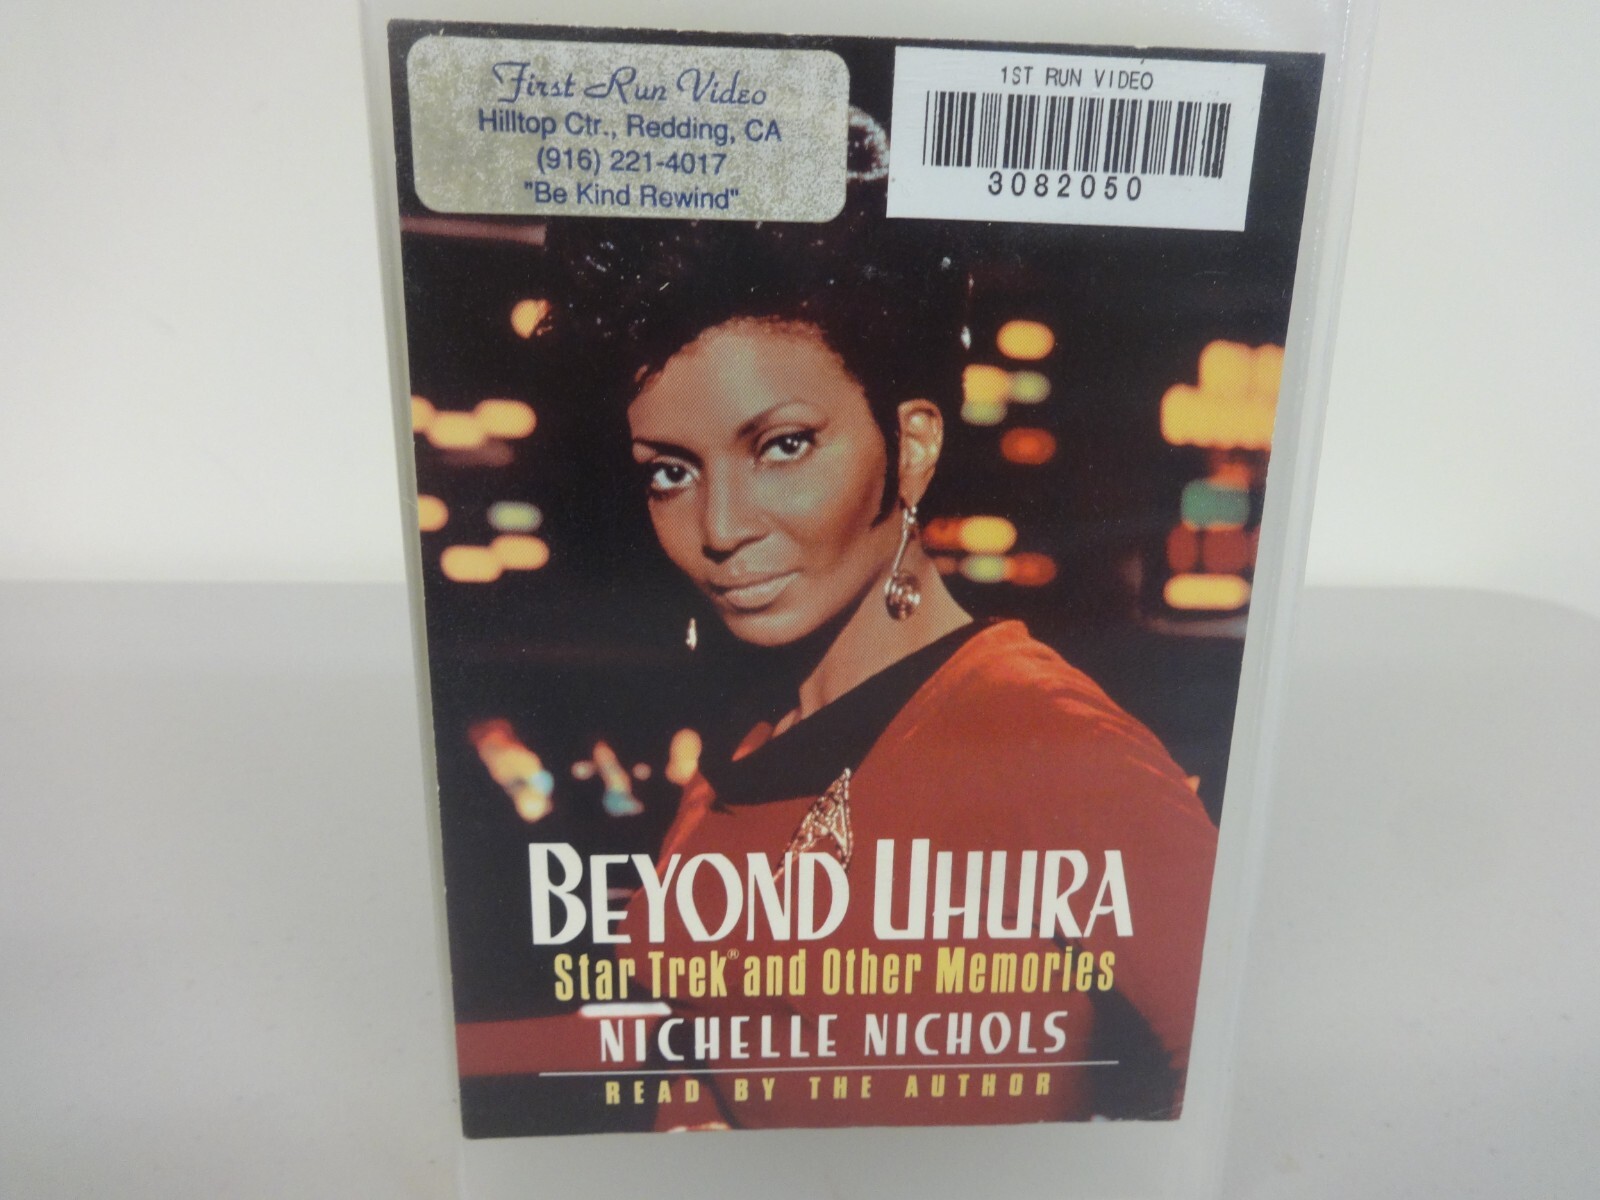 First Run Video
Hilltop Ctr., Redding, CA
(916) 221-4017
"Be Kind Rewind"
1ST RUN VIDEO
3082050
BEYOND UHURA
Star Trek® and Other Memories
NICHELLE NICHOLS
READ BY THE AUTHOR